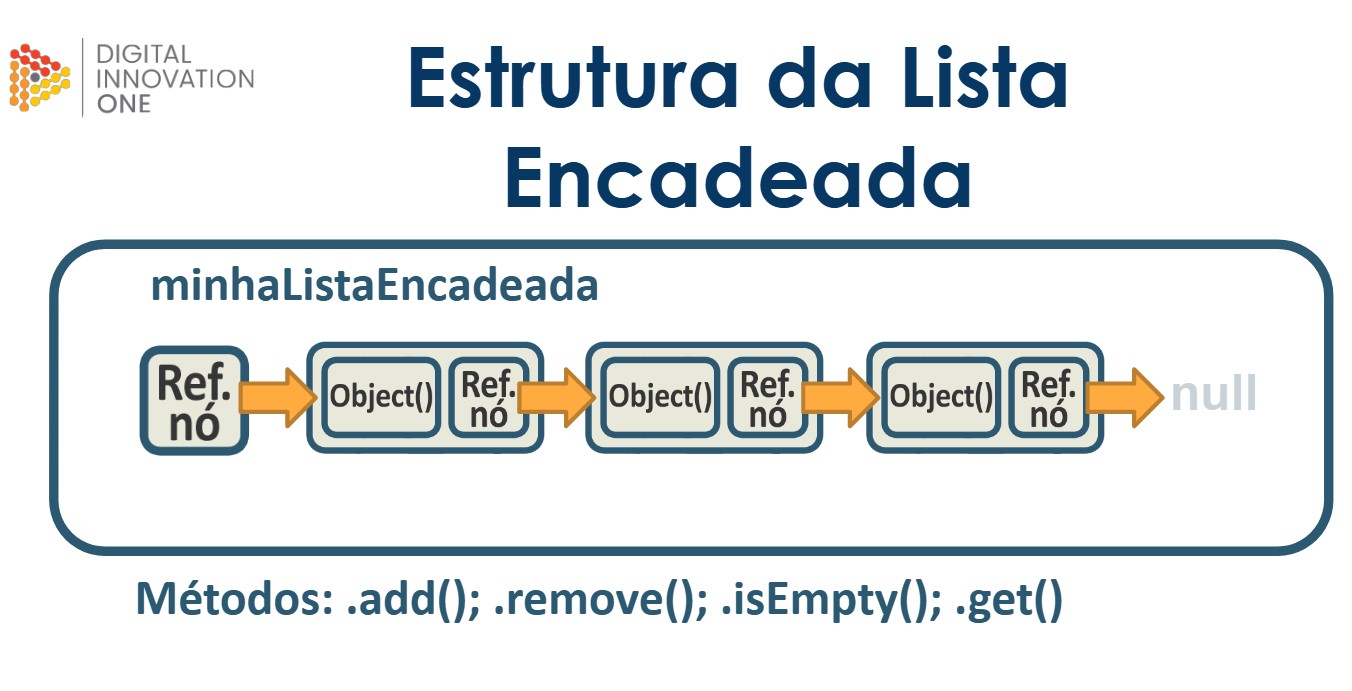 DIGITAL
INNOVATION
ONE
Estrutura da Lista
Encadeada
minhaListaEncadeada
Ref.
nó
Object()
Ref.
nó
Object()
Ref.
nó
Object()
Ref.
nó
null
Métodos: .add(); .remove(); .isEmpty(); .get()